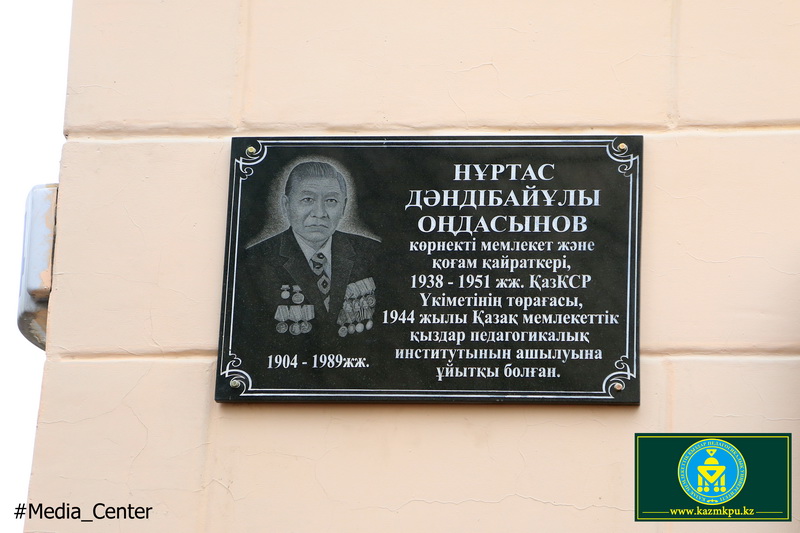 НҰРТАС
ДӘНДІБАЙҰЛЫ
ОҢДАСЫНОВ
көрнекті мемлекет және
қоғам қайраткері,
1938 - 1951 жж. ҚазКСР
Үкіметінің төрағасы,
1944 жылы Қазақ мемлекеттік
қыздар педагогикалық
институтынын ашылуына
ұйытқы болған.
1904 - 1989жж.
#Media_Center
www.kazmkpu.kz